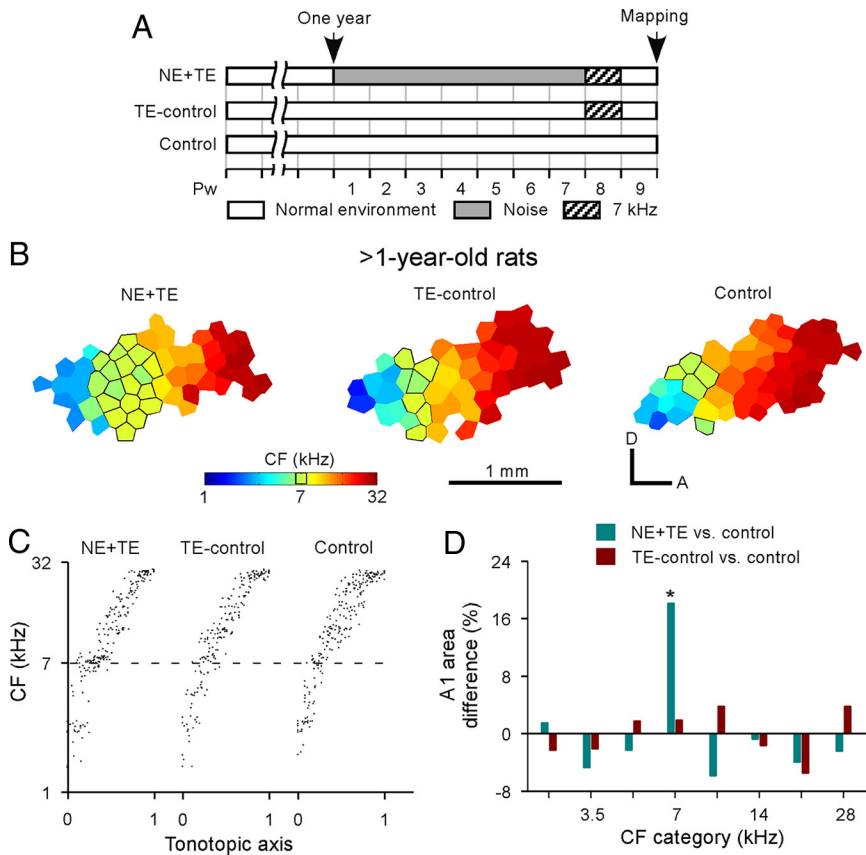 A
One year
Mapping
NE+TE
TE-control
Control
Pw 1 2 3 4 5 6 7 8 9
Normal environment Noise 7 kHz
B
>1-year-old rats
NE+TE TE-control Control
CF (kHz)
1 7 32
1 mm
D
A
C
NE+TE TE-control Control
32
7
1
CF (kHz)
0 1 0 1 0 1
Tonotopic axis
D
NE+TE vs. control
TE-control vs. control
24
16
8
0
-8
A1 area
difference (%)
*
3.5 7 14 28
CF category (kHz)